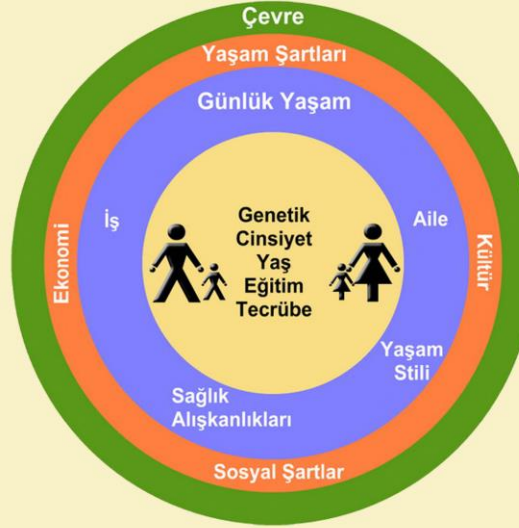 Çevre
Yaşam Şartları
Günlük Yaşam
İş
Aile
Ekonomi
Kültür
Genetik
Cinsiyet
Yaş
Eğitim
Tecrübe
Yaşam
Stili
Sağlık
Alışkanlıkları
Sosyal Şartlar